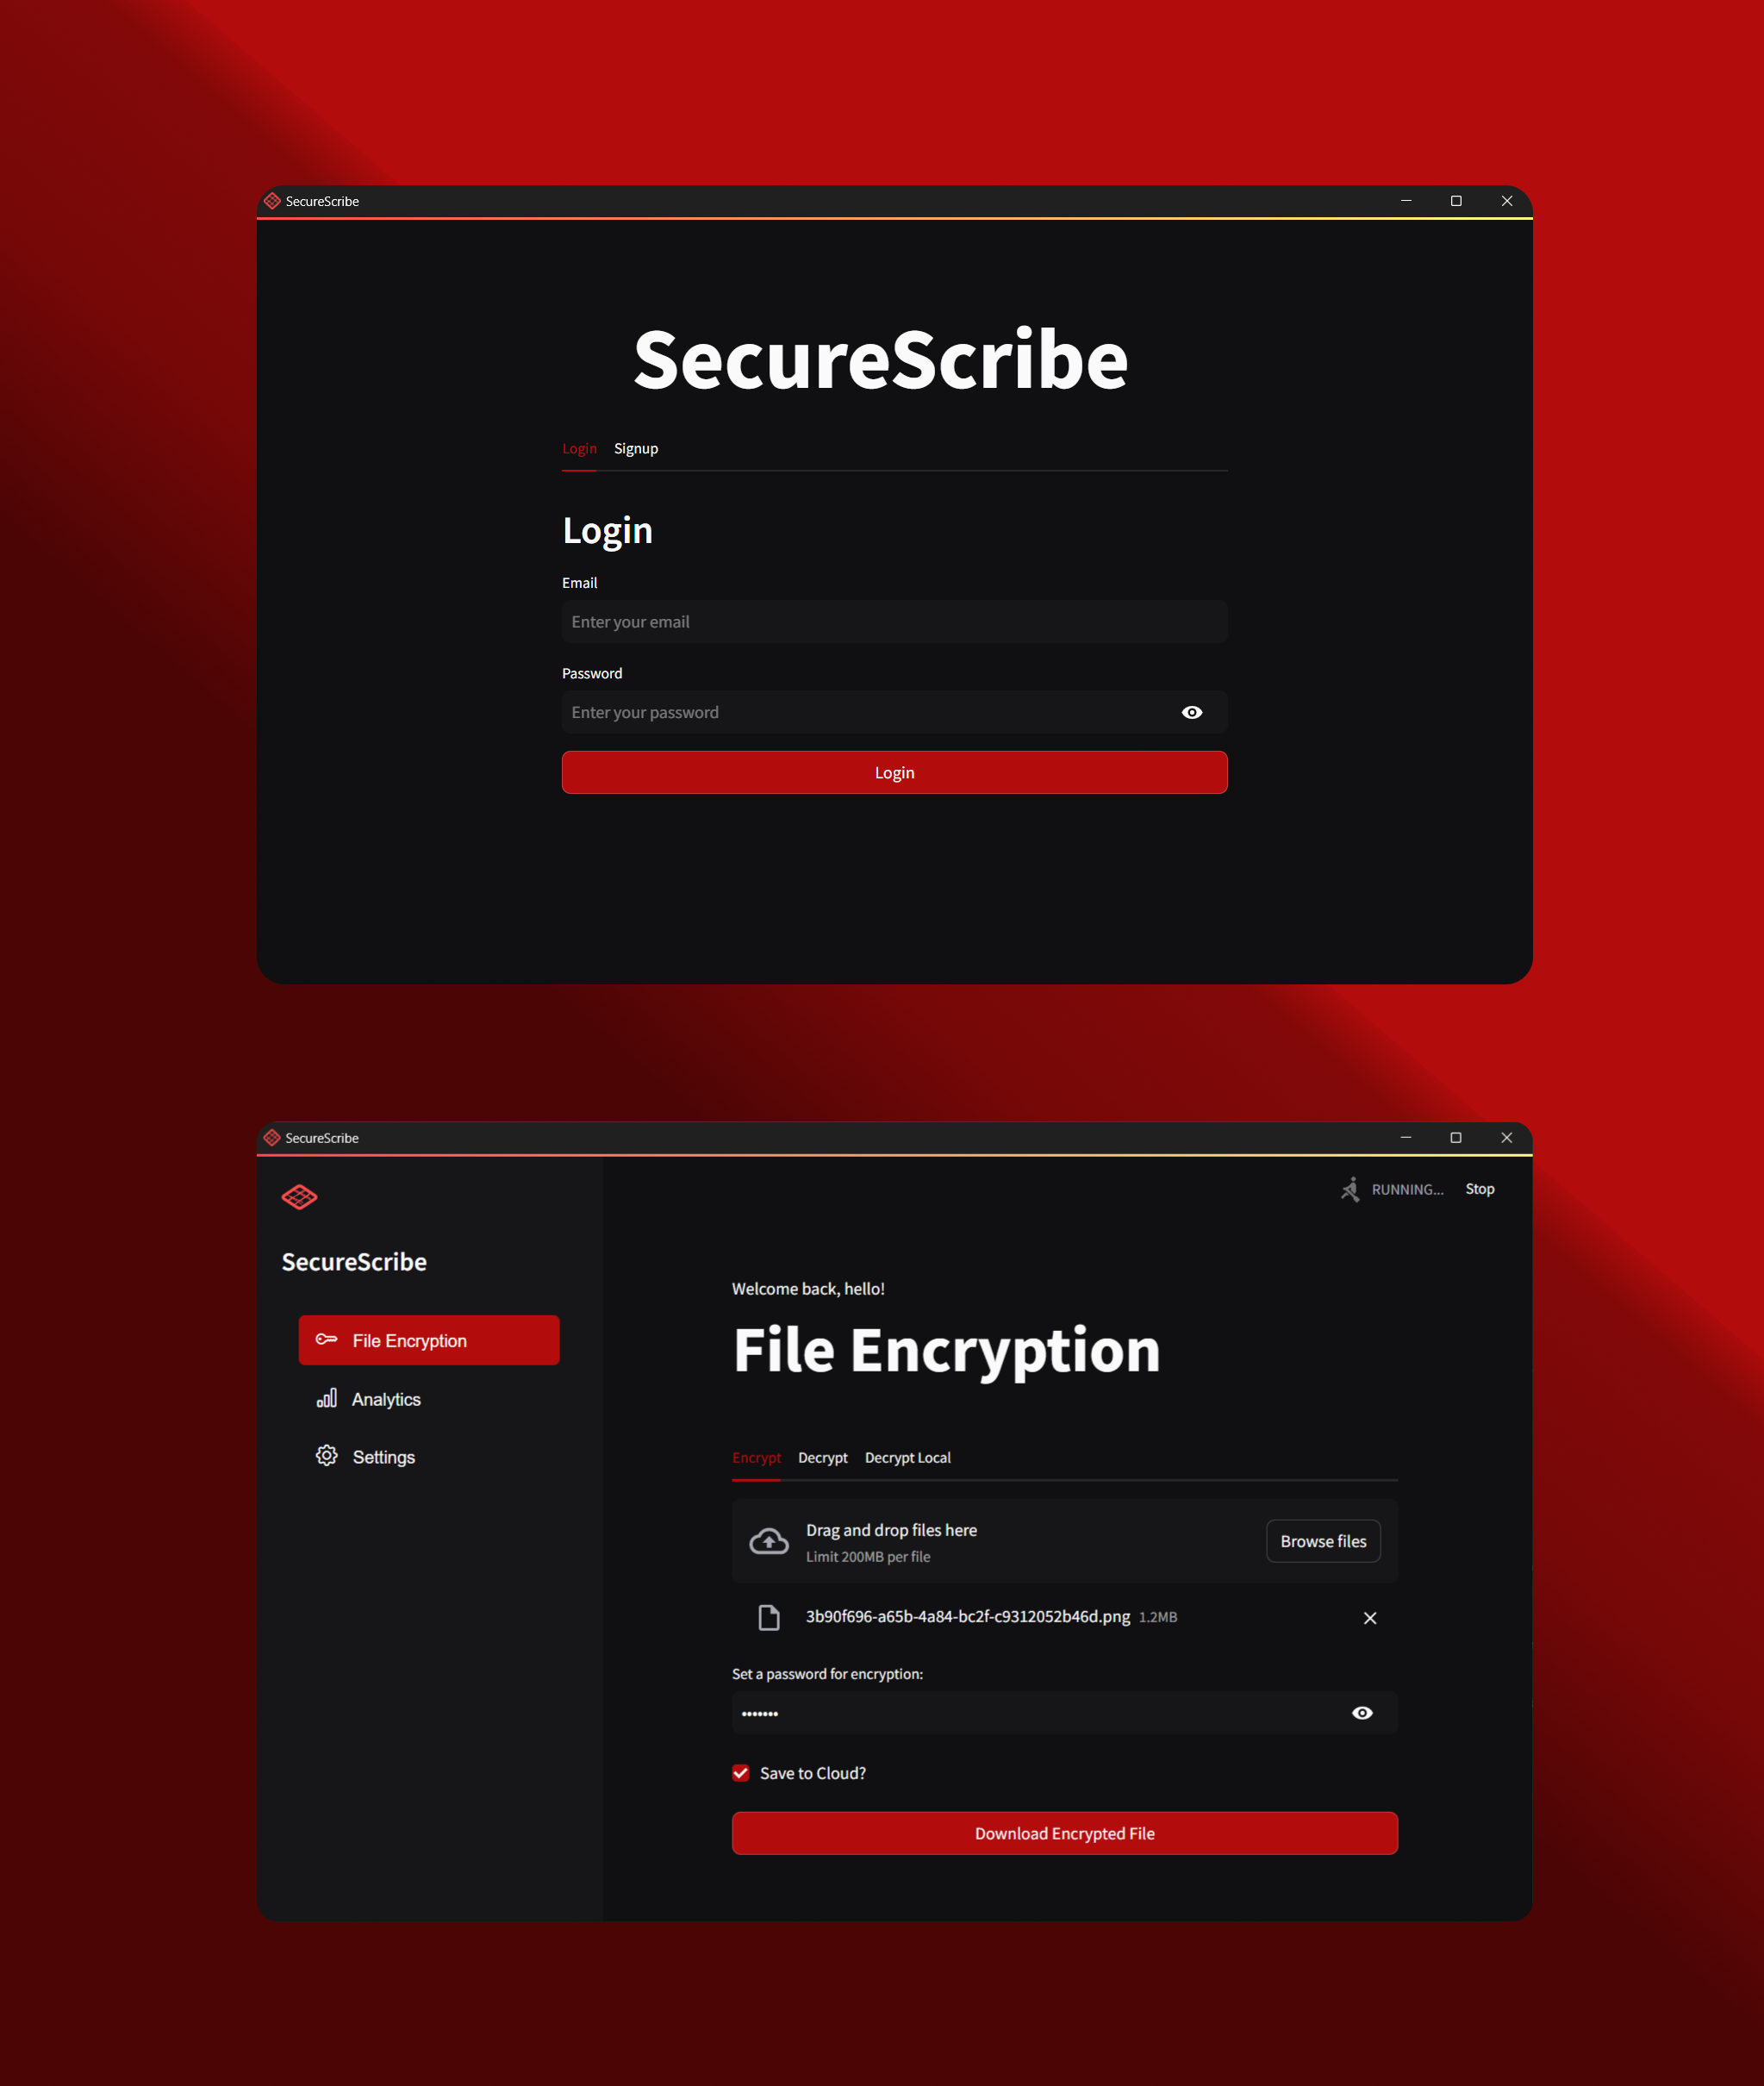 SecureScribe
SecureScribe
Login Signup
Login
Email
Enter your email
Password
Enter your password
Login
SecureScribe
RUNNING... Stop
SecureScribe
File Encryption
Analytics
Settings
Welcome back, hello!
File Encryption
Encrypt Decrypt Decrypt Local
Drag and drop files here
Limit 200MB per file
Browse files
3b90f696-a65b-4a84-bc2f-c9312052b46d.png 1.2MB
Set a password for encryption:
•••••••
Save to Cloud?
Download Encrypted File